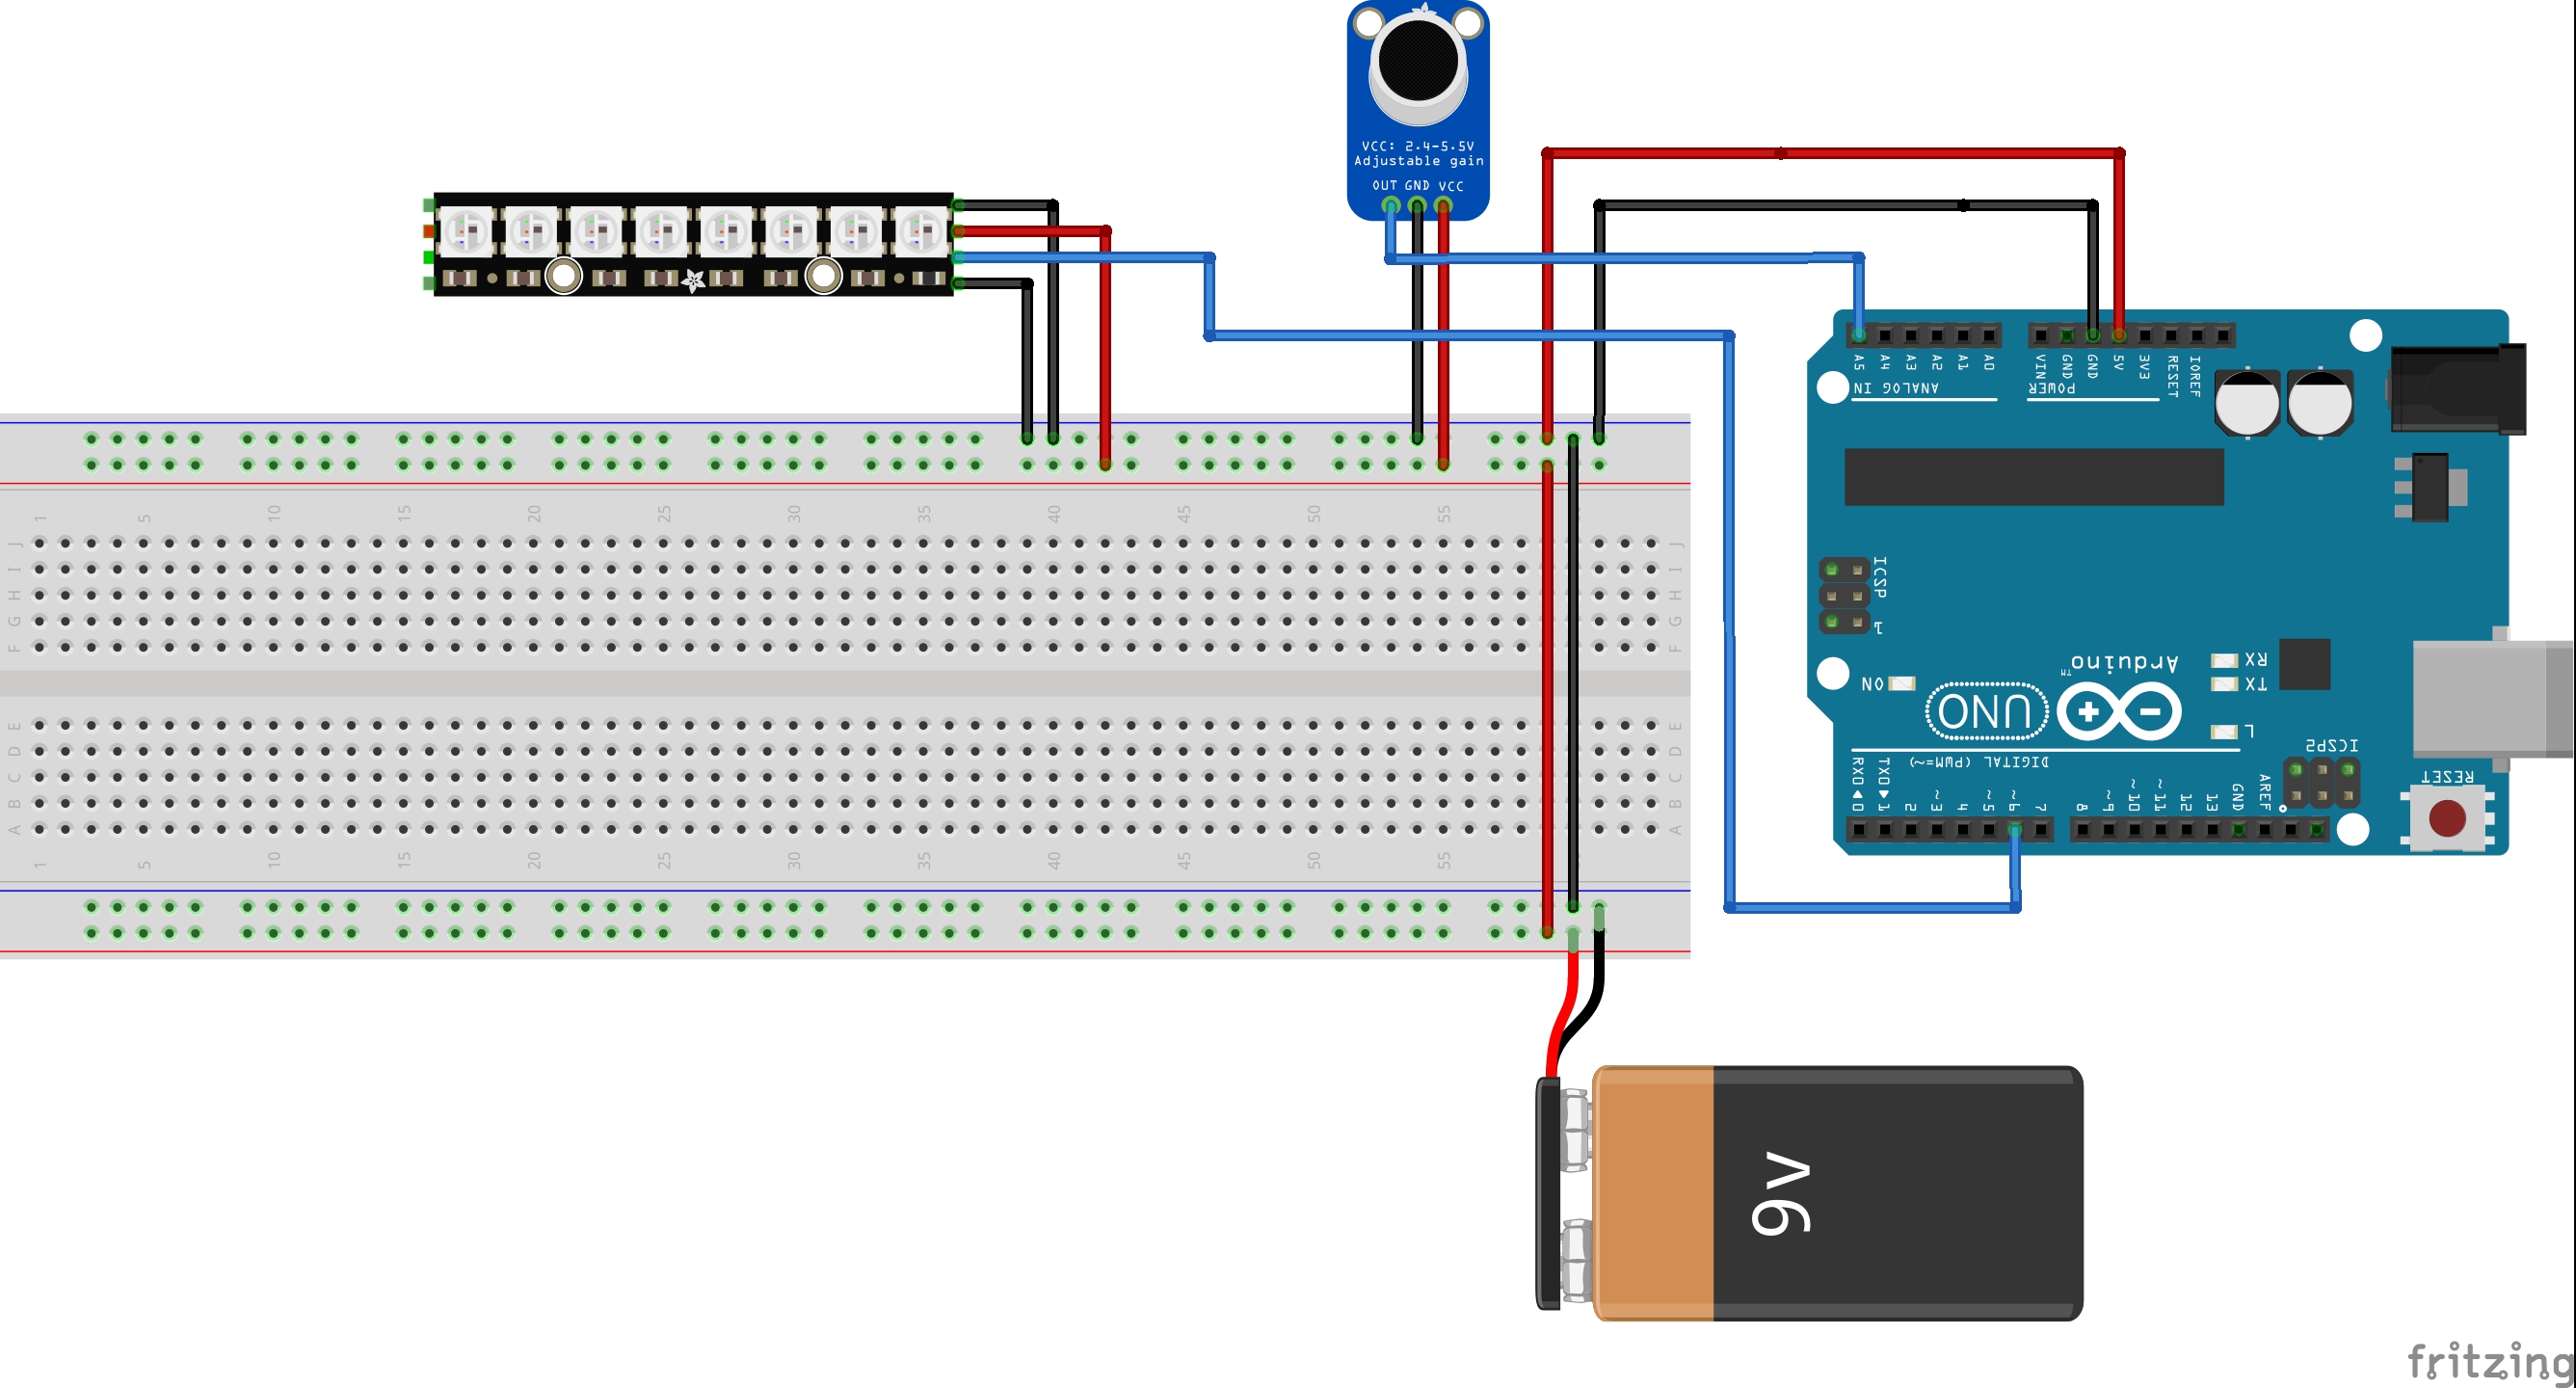 VCC: 2.4-5.5V
Adjustable gain
OUT GND VCC
A5 A4 A3 A2 A1 A0
VIN GND GND 5V 3V3 RESET IOREF
ANALOG IN
POWER
1 5 10 15 20 25 30 35 40 45 50 55
J J
I I
H H
G G
F F
ICSP
1
Arduino
TM
RX
TX
ON
UNO
L
ICSP2
E E
D D
C C
B B
A A
DIGITAL (PWM=~)
RESET
RX0 TX0
0 1 2 ~3 4 ~5 ~6 7 8 ~9 ~10 ~11 12 13 GND AREF
1 5 10 15 20 25 30 35 40 45 50 55
9v
fritzing